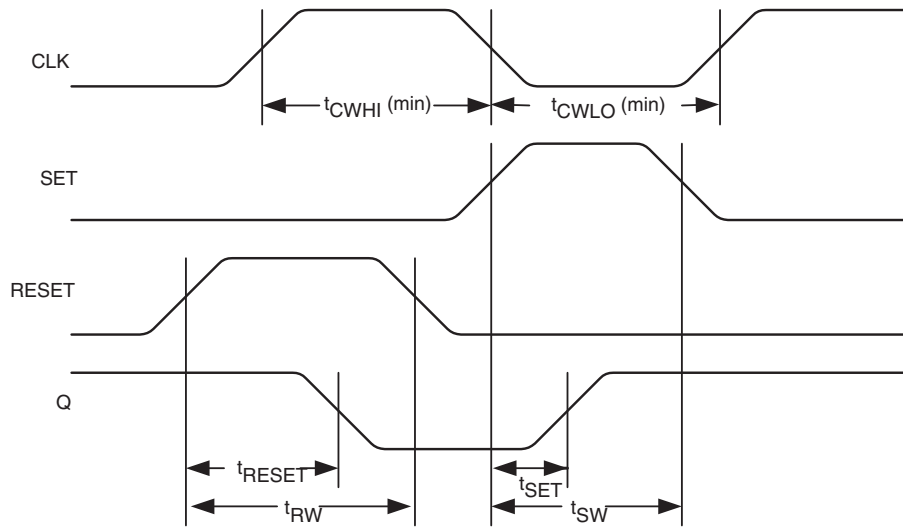 CLK
tCWHI (min)
tCWLO (min)
SET
RESET
Q
tRESET
tSET
tRW
tSW